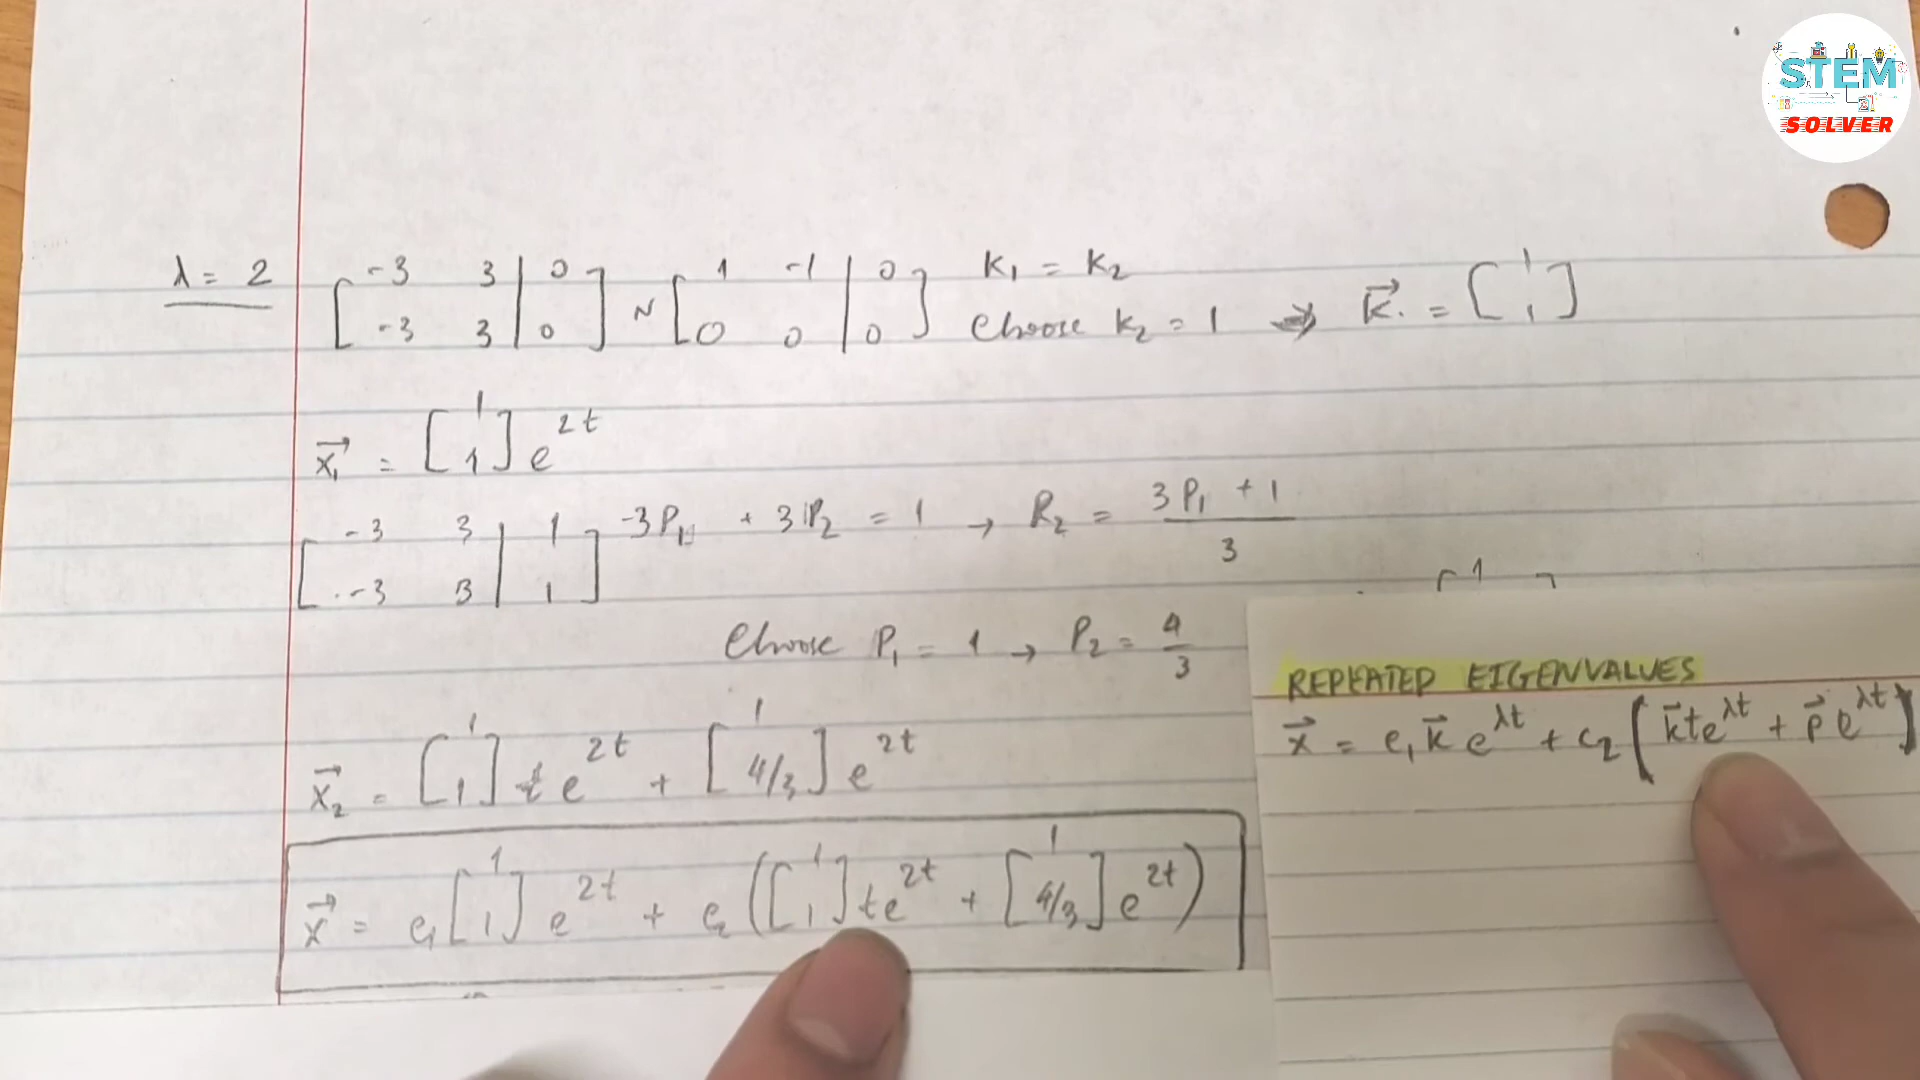 STEM
SOLVER
λ = 2 [-3 3 | 0] ~ [1 -1 | 0] K₁ = K₂
[-3 3 | 0] [0 0 | 0] Choose K₂ = 1 → K⃗ = [1 1]
x⃗₁ = [1 1] e^2t
[-3 3 | 1] -3P₁ + 3P₂ = 1 → P₂ = (3P₁ + 1)/3
[-3 3 | 1]
Choose P₁ = 1 → P₂ = 4/3
x⃗₂ = [1 1] t e^2t + [1 4/3] e^2t
x⃗ = c₁ [1 1] e^2t + c₂ ([1 1] te^2t + [1 4/3] e^2t)
REPEATED EIGENVALUES
x⃗ = c₁ k⃗ e^λt + c₂ [k⃗te^λt + p⃗ e^λt]